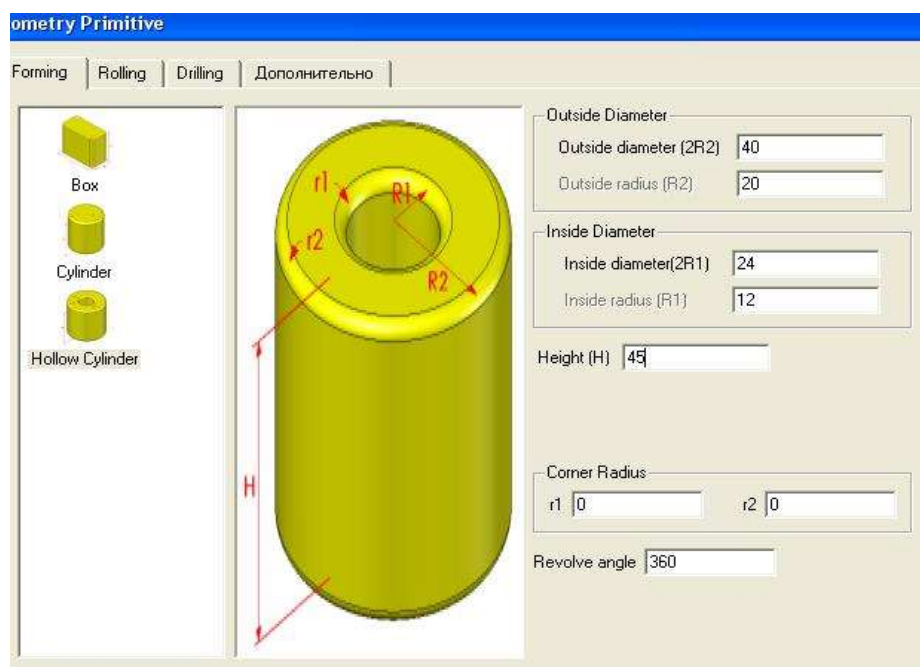 ometry Primitive
Forming Rolling Drilling Дополнительно
Box
Cylinder
Hollow Cylinder
r1
R1
r2
R2
H
Outside Diameter
Outside diameter (2R2) 40
Outside radius (R2) 20
Inside Diameter
Inside diameter(2R1) 24
Inside radius (R1) 12
Height (H) 45
Corner Radius
r1 0 r2 0
Revolve angle 360